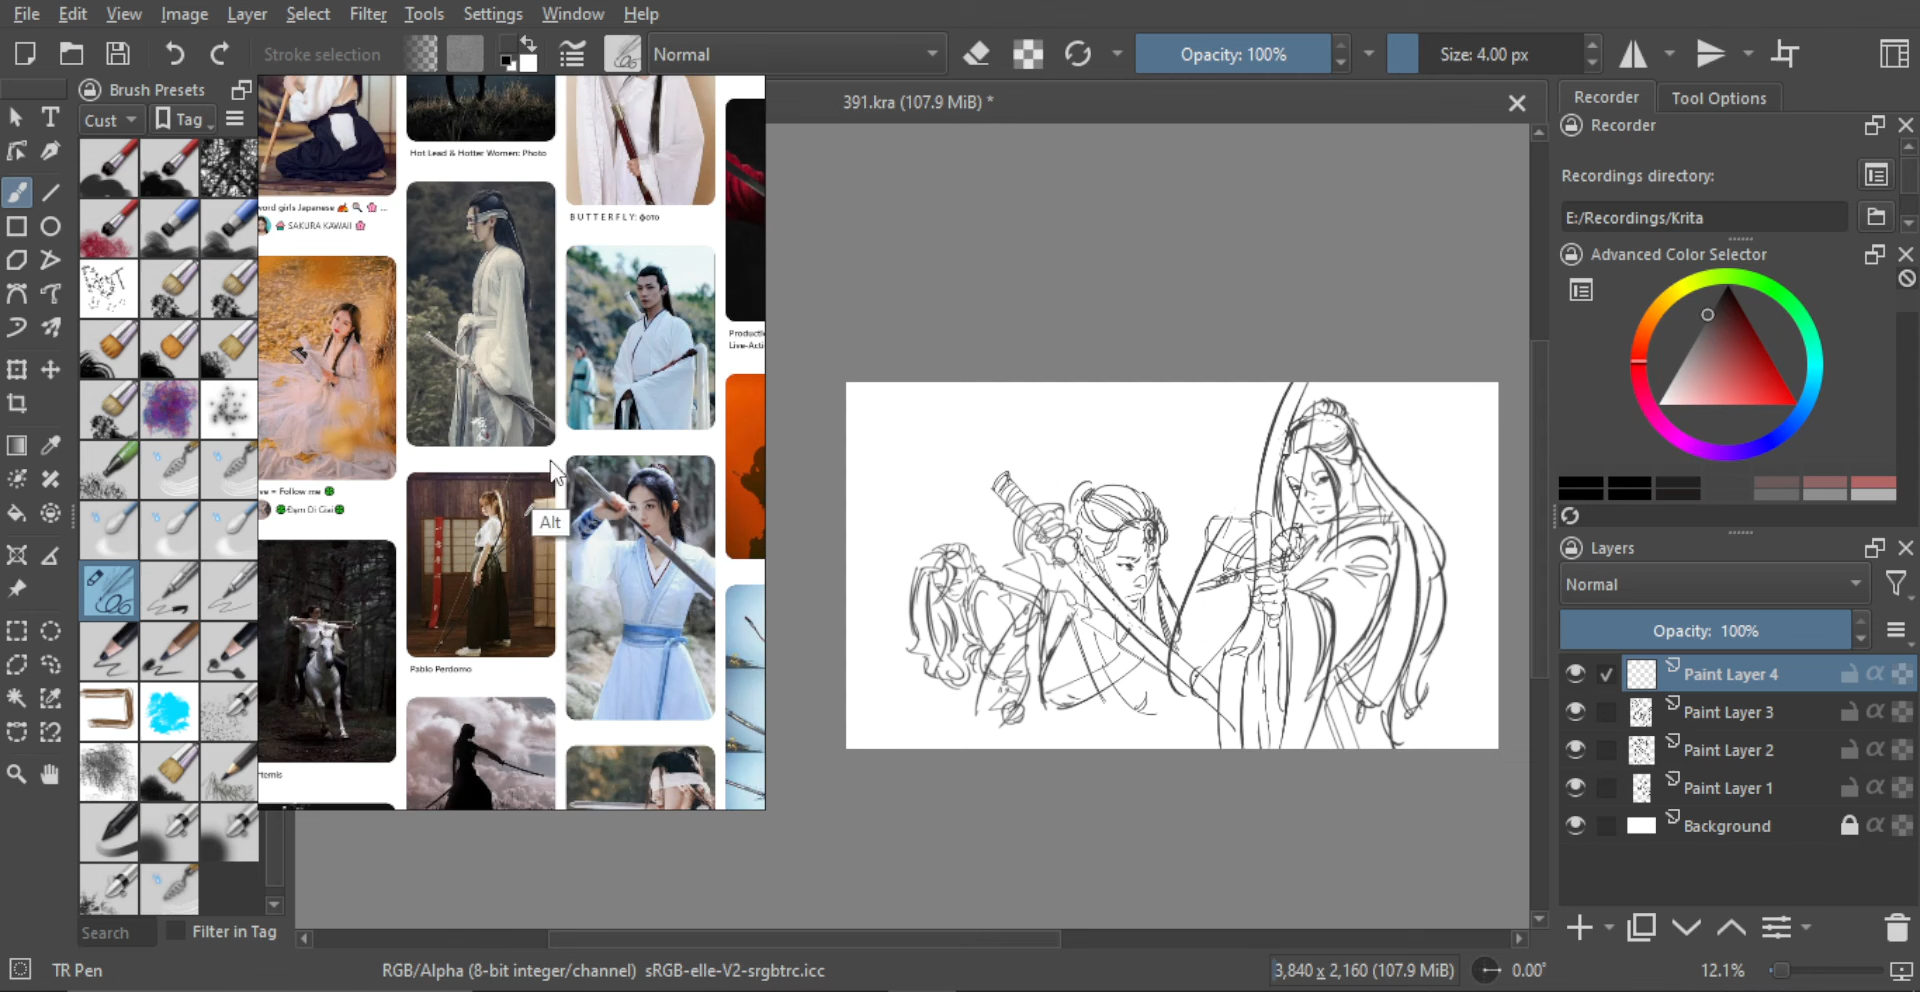 File Edit View Image Layer Select Filter Tools Settings Window Help
Stroke selection
Normal
Opacity: 100%
Size: 4.00 px
Brush Presets
Cust
Tag
391.kra (107.9 MiB) *
Recorder
Tool Options
Recorder
Recordings directory:
E:/Recordings/Krita
Advanced Color Selector
Hot Lead & Hotter Women: Photo
word girls Japanese
SAKURA KAWAII
BUTTERFLY: фото
Producti
Live-Acti
ve = Follow me
Đạm Di Giai
Alt
Pablo Perdomo
temis
Layers
Normal
Opacity: 100%
Paint Layer 4
Paint Layer 3
Paint Layer 2
Paint Layer 1
Background
Search
Filter in Tag
TR Pen
RGB/Alpha (8-bit integer/channel) sRGB-elle-V2-srgbtrc.icc
3,840 x 2,160 (107.9 MiB)
0.00°
12.1%